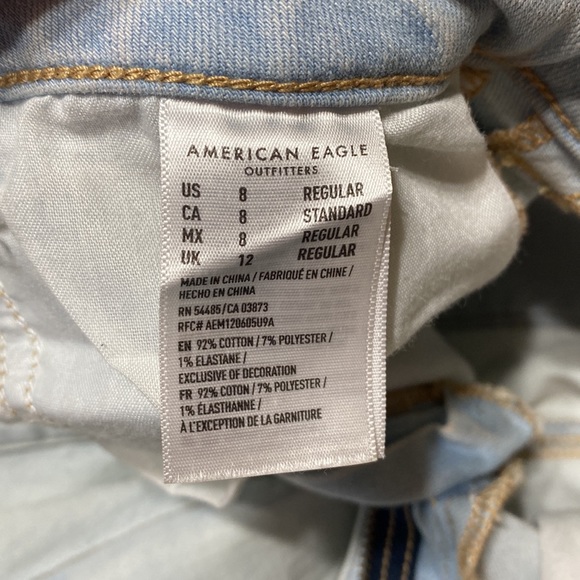 AMERICAN EAGLE
OUTFITTERS
US 8 REGULAR
CA 8 STANDARD
MX 8 REGULAR
UK 12 REGULAR
MADE IN CHINA / FABRIQUÉ EN CHINE /
HECHO EN CHINA
RN 54485/CA 03873
RFC# AEM120605U9A
EN 92% COTTON / 7% POLYESTER /
1% ELASTANE /
EXCLUSIVE OF DECORATION
FR 92% COTON / 7% POLYESTER /
1% ÉLASTHANNE /
À L'EXCEPTION DE LA GARNITURE